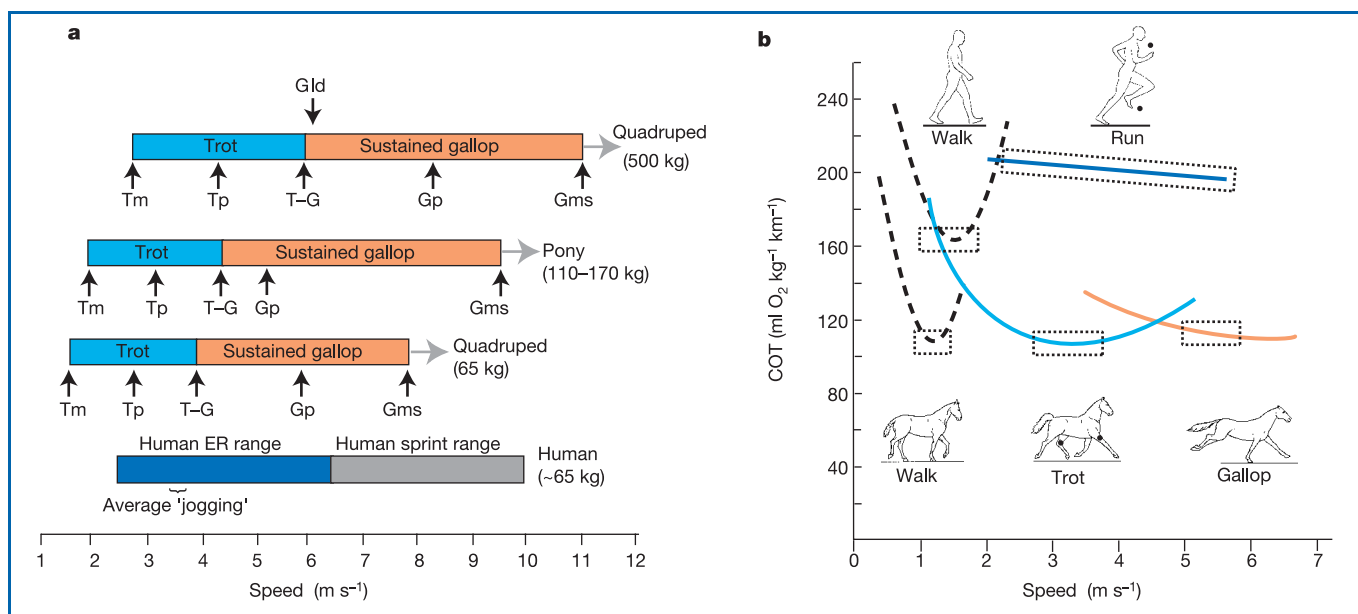 a
Gld
Trot Sustained gallop Quadruped
(500 kg)
Tm Tp T–G Gp Gms
Trot Sustained gallop Pony
(110–170 kg)
Tm Tp T–G Gp Gms
Trot Sustained gallop Quadruped
(65 kg)
Tm Tp T–G Gp Gms
Human ER range Human sprint range Human
(~65 kg)
Average 'jogging'
1 2 3 4 5 6 7 8 9 10 11 12
Speed (m s⁻¹)
b
COT (ml O₂ kg⁻¹ km⁻¹)
240
200
160
120
80
40
Walk Run
Walk Trot Gallop
0 1 2 3 4 5 6 7
Speed (m s⁻¹)